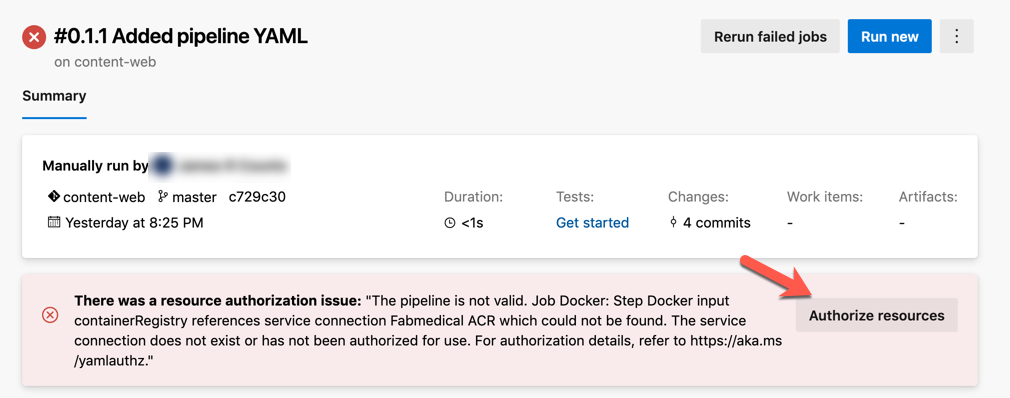 #0.1.1 Added pipeline YAML
Rerun failed jobs
Run new
on content-web
Summary
Manually run by
content-web master c729c30
Yesterday at 8:25 PM
Duration:
<1s
Tests:
Get started
Changes:
4 commits
Work items:
-
Artifacts:
-
There was a resource authorization issue: "The pipeline is not valid. Job Docker: Step Docker input
containerRegistry references service connection Fabmedical ACR which could not be found. The service
connection does not exist or has not been authorized for use. For authorization details, refer to https://aka.ms
/yamlauthz."
Authorize resources